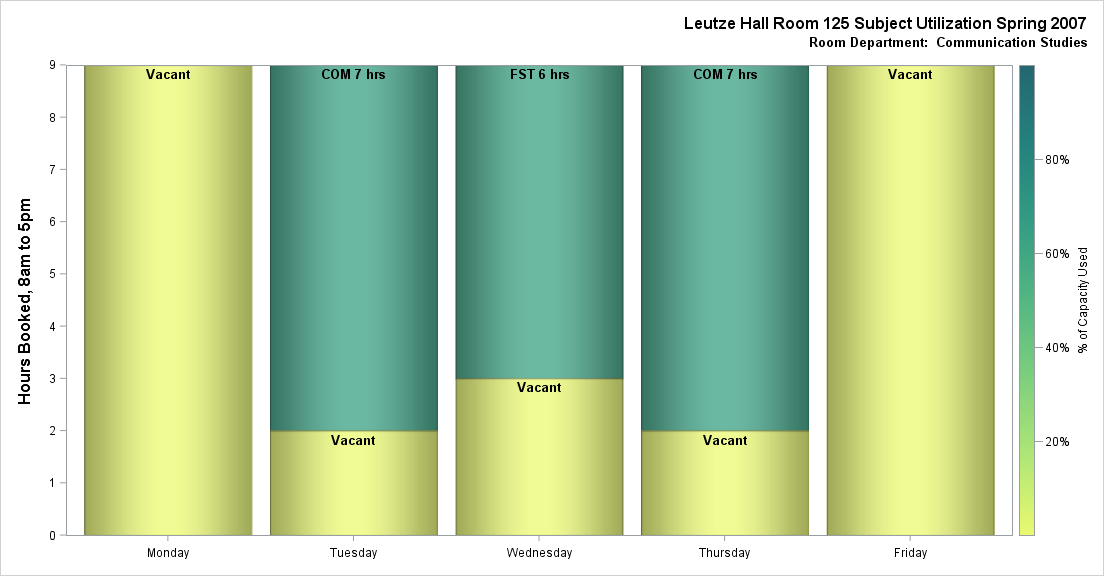 Leutze Hall Room 125 Subject Utilization Spring 2007
Room Department:  Communication Studies
Hours Booked, 8am to 5pm
9
8
7
6
5
4
3
2
1
0
Vacant
COM 7 hrs
FST 6 hrs
COM 7 hrs
Vacant
Vacant
Vacant
Vacant
Monday
Tuesday
Wednesday
Thursday
Friday
80%
60%
40%
20%
% of Capacity Used